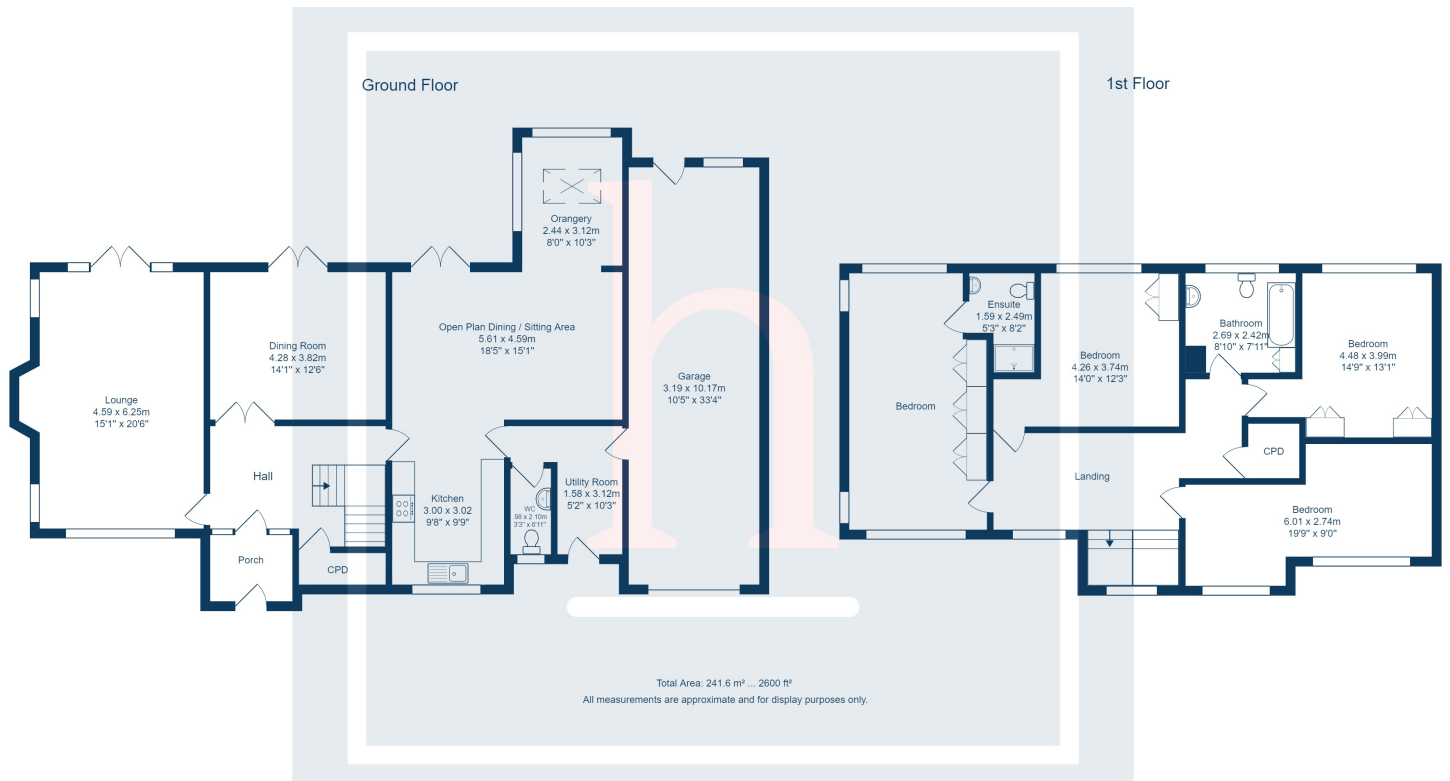 Ground Floor
1st Floor
Orangery
2.44 x 3.12m
8'0" x 10'3"
Open Plan Dining / Sitting Area
5.61 x 4.59m
18'5" x 15'1"
Dining Room
4.28 x 3.82m
14'1" x 12'6"
Lounge
4.59 x 6.25m
15'1" x 20'6"
Garage
3.19 x 10.17m
10'5" x 33'4"
Hall
Kitchen
3.00 x 3.02
9'8" x 9'9"
WC
98 x 2.10m
3'3" x 6'11"
Utility Room
1.58 x 3.12m
5'2" x 10'3"
Porch
CPD
Ensuite
1.59 x 2.49m
5'3" x 8'2"
Bathroom
2.69 x 2.42m
8'10" x 7'11"
Bedroom
4.26 x 3.74m
14'0" x 12'3"
Bedroom
4.48 x 3.99m
14'9" x 13'1"
Bedroom
Landing
CPD
Bedroom
6.01 x 2.74m
19'9" x 9'0"
h
Total Area: 241.6 m² ... 2600 ft²
All measurements are approximate and for display purposes only.